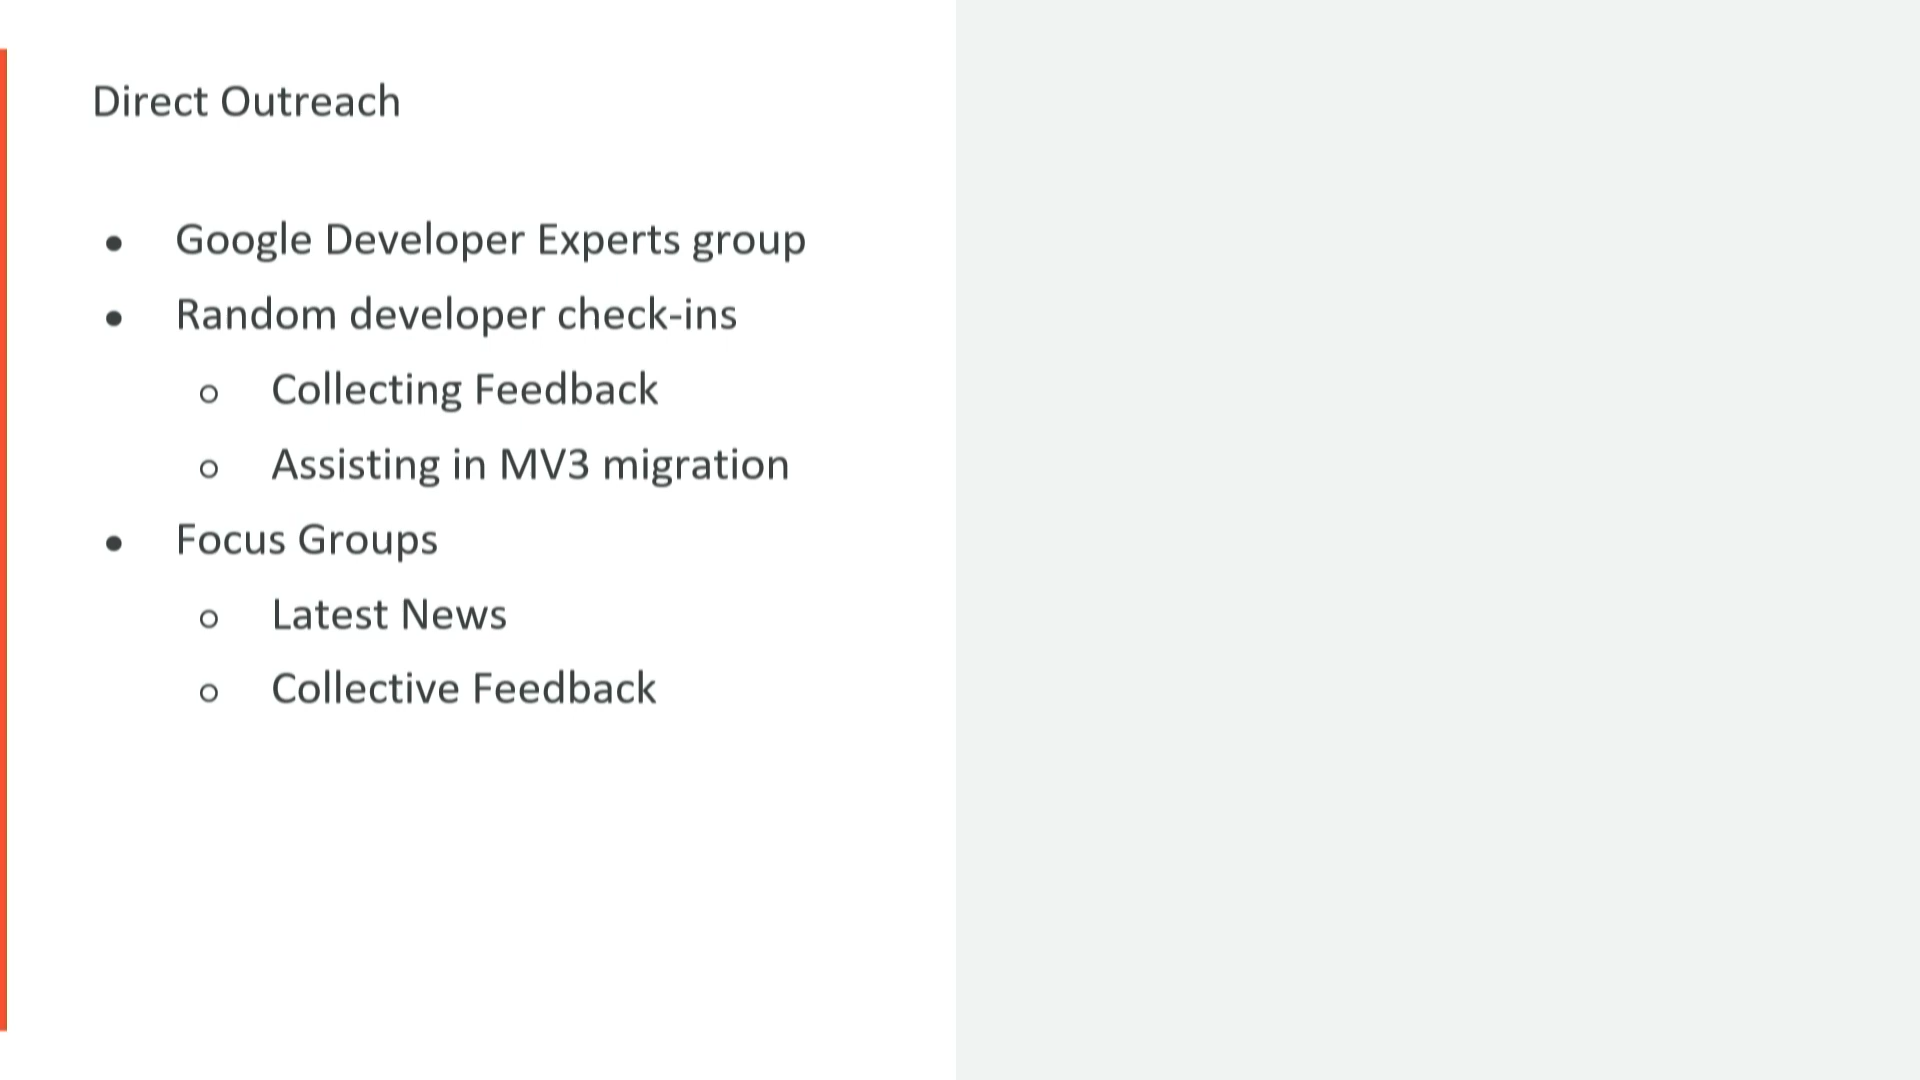 Direct Outreach
● Google Developer Experts group
● Random developer check-ins
○ Collecting Feedback
○ Assisting in MV3 migration
● Focus Groups
○ Latest News
○ Collective Feedback